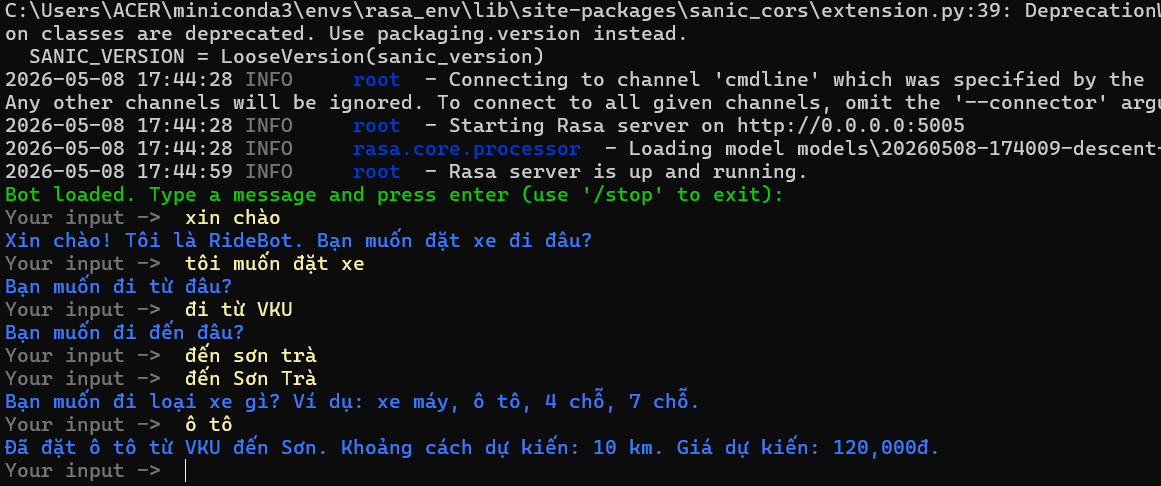 C:\Users\ACER\miniconda3\envs\rasa_env\lib\site-packages\sanic_cors\extension.py:39: Deprecation
on classes are deprecated. Use packaging.version instead.
  SANIC_VERSION = LooseVersion(sanic_version)
2026-05-08 17:44:28 INFO     root  - Connecting to channel 'cmdline' which was specified by the
Any other channels will be ignored. To connect to all given channels, omit the '--connector' argu
2026-05-08 17:44:28 INFO     root  - Starting Rasa server on http://0.0.0.0:5005
2026-05-08 17:44:28 INFO     rasa.core.processor  - Loading model models\20260508-174009-descent-
2026-05-08 17:44:59 INFO     root  - Rasa server is up and running.
Bot loaded. Type a message and press enter (use '/stop' to exit):
Your input ->  xin chào
Xin chào! Tôi là RideBot. Bạn muốn đặt xe đi đâu?
Your input ->  tôi muốn đặt xe
Bạn muốn đi từ đâu?
Your input ->  đi từ VKU
Bạn muốn đi đến đâu?
Your input ->  đến sơn trà
Your input ->  đến Sơn Trà
Bạn muốn đi loại xe gì? Ví dụ: xe máy, ô tô, 4 chỗ, 7 chỗ.
Your input ->  ô tô
Đã đặt ô tô từ VKU đến Sơn. Khoảng cách dự kiến: 10 km. Giá dự kiến: 120,000đ.
Your input ->